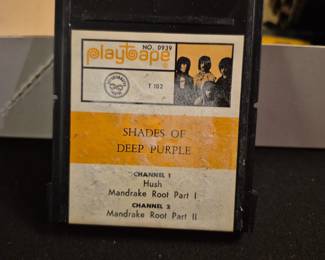 playtape
NO. 0939
T 102
SHADES OF
DEEP PURPLE
CHANNEL 1
Hush
Mandrake Root Part I
CHANNEL 2
Mandrake Root Part II